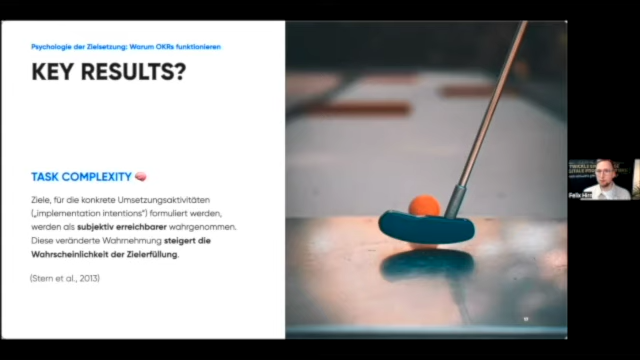 Psychologie der Zielsetzung: Warum OKRs funktionieren
KEY RESULTS?
TASK COMPLEXITY 🧠
Ziele, für die konkrete Umsetzungsaktivitäten
(„implementation intentions“) formuliert werden,
werden als subjektiv erreichbarer wahrgenommen.
Diese veränderte Wahrnehmung steigert die
Wahrscheinlichkeit der Zielerfüllung.
(Stern et al., 2013)
Felix